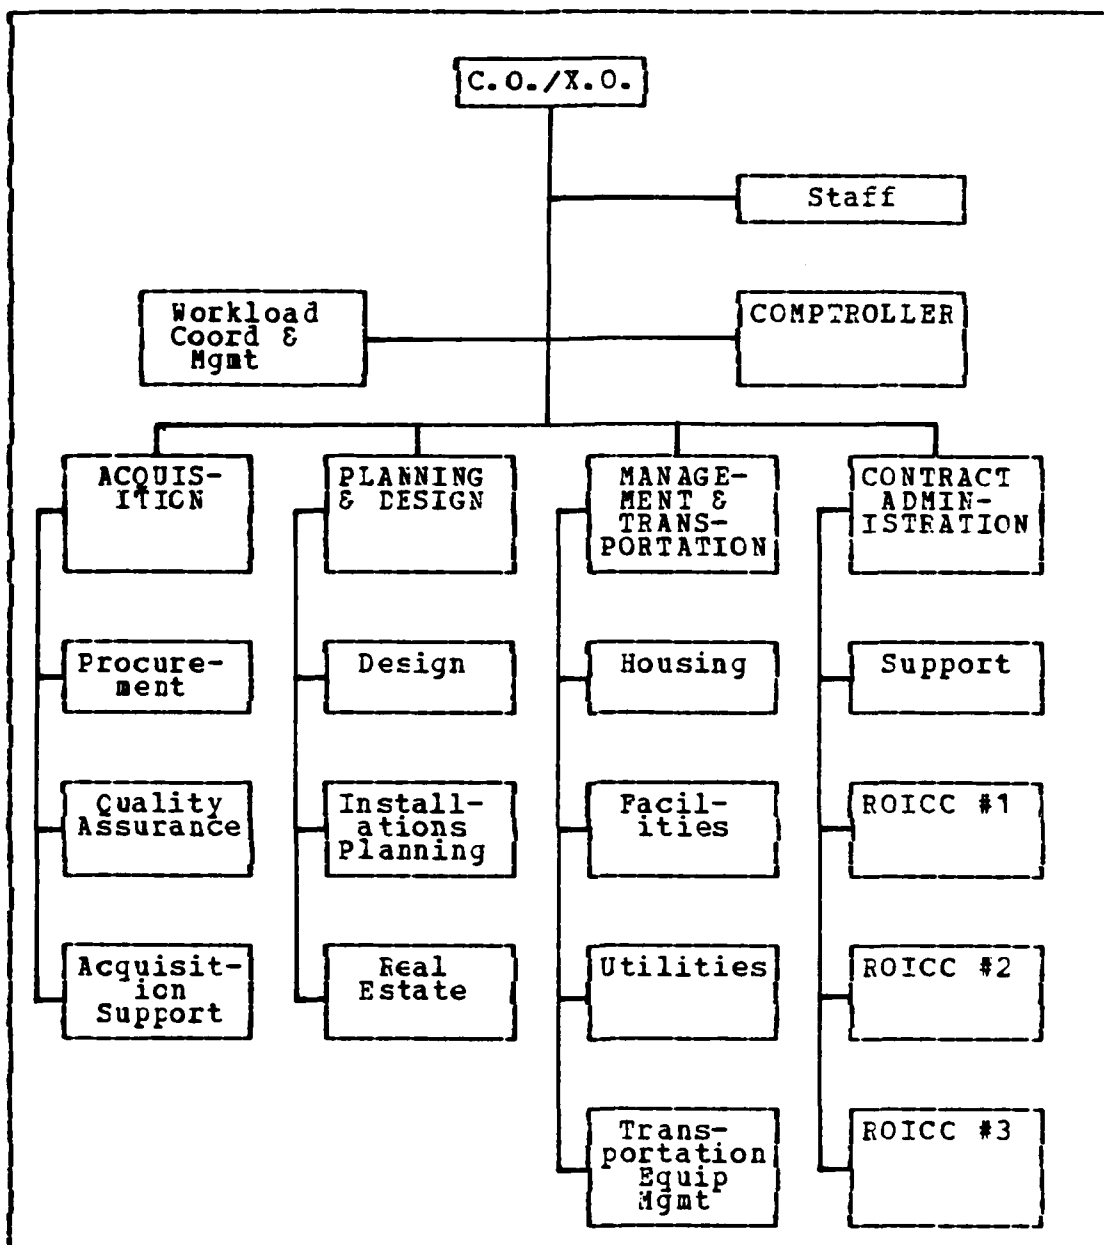 C.O./X.O.
Staff
Workload
Coord &
Mgmt
COMPTROLLER
ACQUIS-
ITION
PLANNING
& DESIGN
MANAGE-
MENT &
TRANS-
PORTATION
CONTRACT
ADMIN-
ISTRATION
Procure-
ment
Design
Housing
Support
Quality
Assurance
Install-
ations
Planning
Facil-
ities
ROICC #1
Acquisit-
ion
Support
Real
Estate
Utilities
ROICC #2
Trans-
portation
Equip
Mgmt
ROICC #3